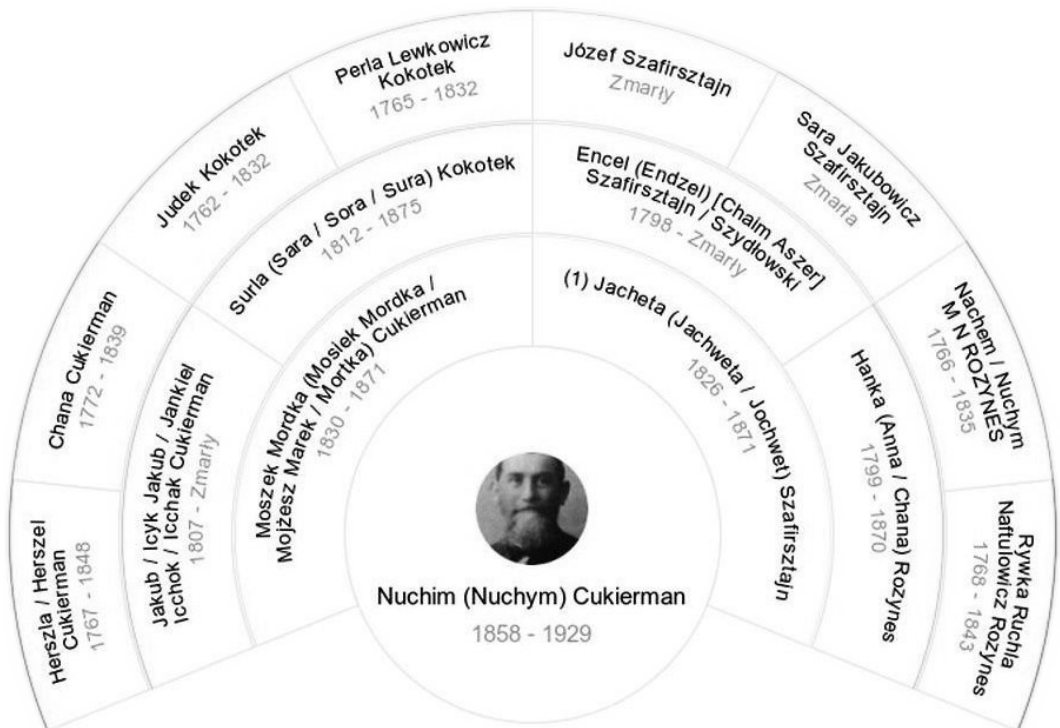 Perla Lewkowicz
Kokotek
1765 - 1832
Józef Szafirsztajn
Zmarły
Judek Kokotek
1762 - 1832
Sara Jakubowicz
Szafirsztajn
Zmarła
Chana Cukierman
1772 - 1839
Nachem / Nuchym
M N ROZYNES
1766 - 1835
Herszla / Herszel
Cukierman
1767 - 1848
Rywka Ruchla
Naftulowicz Rozynes
1768 - 1843
Surla (Sara / Sora / Sura) Kokotek
1812 - 1875
Encel (Endzel) [Chaim Aszer]
Szafirsztajn / Szydłowski
1798 - Zmarły
Jakub / Icyk Jakub / Jankiel
Icchok / Icchak Cukierman
1807 - Zmarły
Hanka (Anna / Chana) Rozynes
1799 - 1870
Moszek Mordka (Mosiek Mordka /
Mojżesz Marek / Mortka) Cukierman
1830 - 1871
(1) Jacheta (Jachweta / Jochwet) Szafirsztajn
1826 - 1871
Nuchim (Nuchym) Cukierman
1858 - 1929